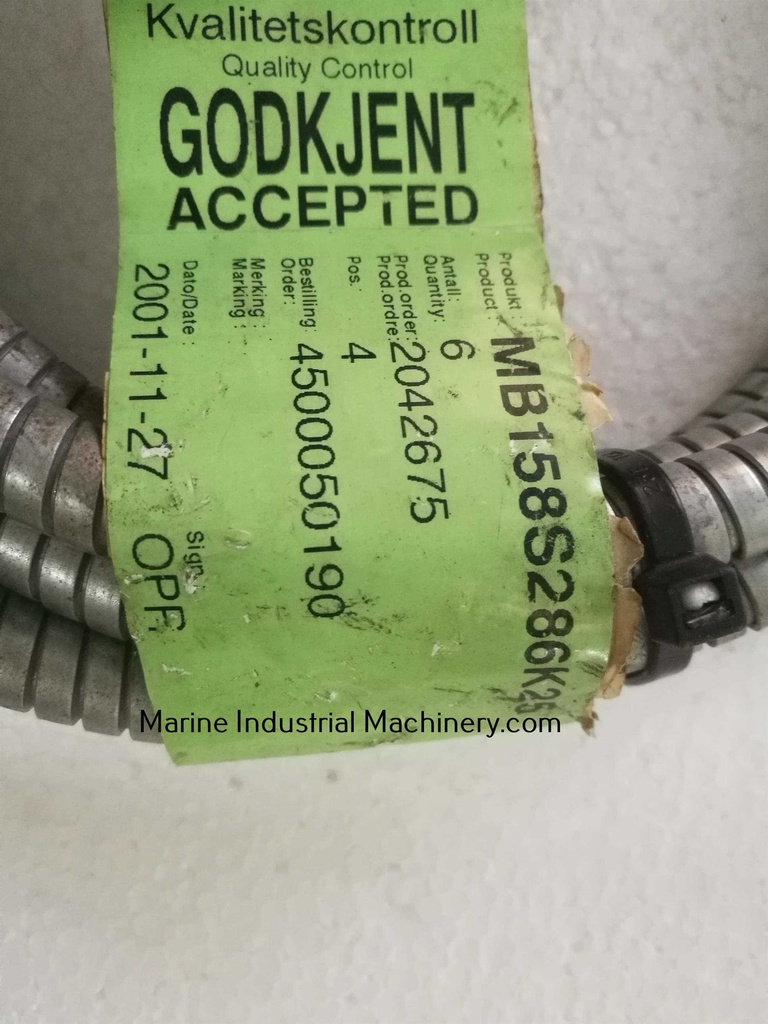 Kvalitetskontroll
Quality Control
GODKJENT
ACCEPTED
Produkt :
Product : MB158S286K25
Antall:
Quantity: 6
Prod.order:
Prod.ordre: 2042675
Pos.: 4
Bestilling:
Order: 4500050190
Merking :
Marking :
Dato/Date : 2001-11-27 Sign. OPF.
Marine Industrial Machinery.com